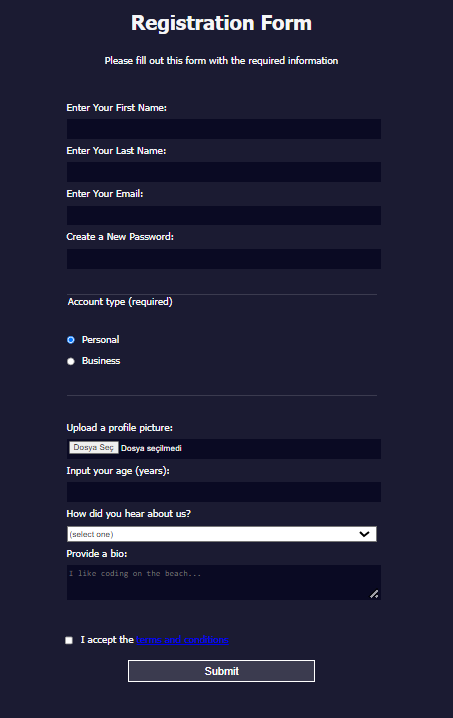 Registration Form
Please fill out this form with the required information
Enter Your First Name:
Enter Your Last Name:
Enter Your Email:
Create a New Password:
Account type (required)
Personal
Business
Upload a profile picture:
Dosya Seç Dosya seçilmedi
Input your age (years):
How did you hear about us?
(select one)
Provide a bio:
I like coding on the beach...
I accept the terms and conditions
Submit